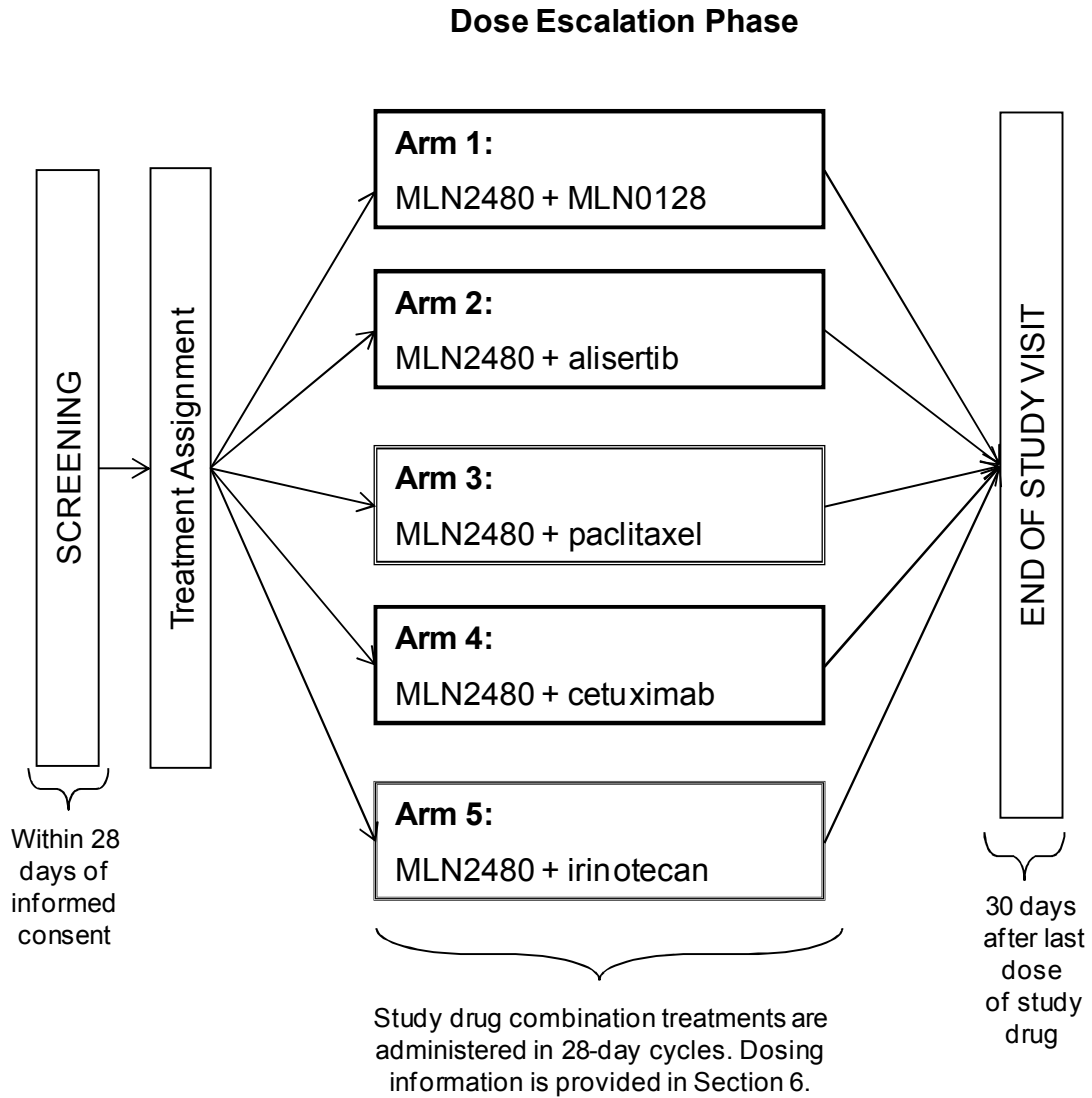 Dose Escalation Phase
SCREENING
Within 28
days of
informed
consent
Treatment Assignment
Arm 1:
MLN2480 + MLN0128
Arm 2:
MLN2480 + alisertib
Arm 3:
MLN2480 + paclitaxel
Arm 4:
MLN2480 + cetuximab
Arm 5:
MLN2480 + irinotecan
Study drug combination treatments are
administered in 28-day cycles. Dosing
information is provided in Section 6.
END OF STUDY VISIT
30 days
after last
dose
of study
drug